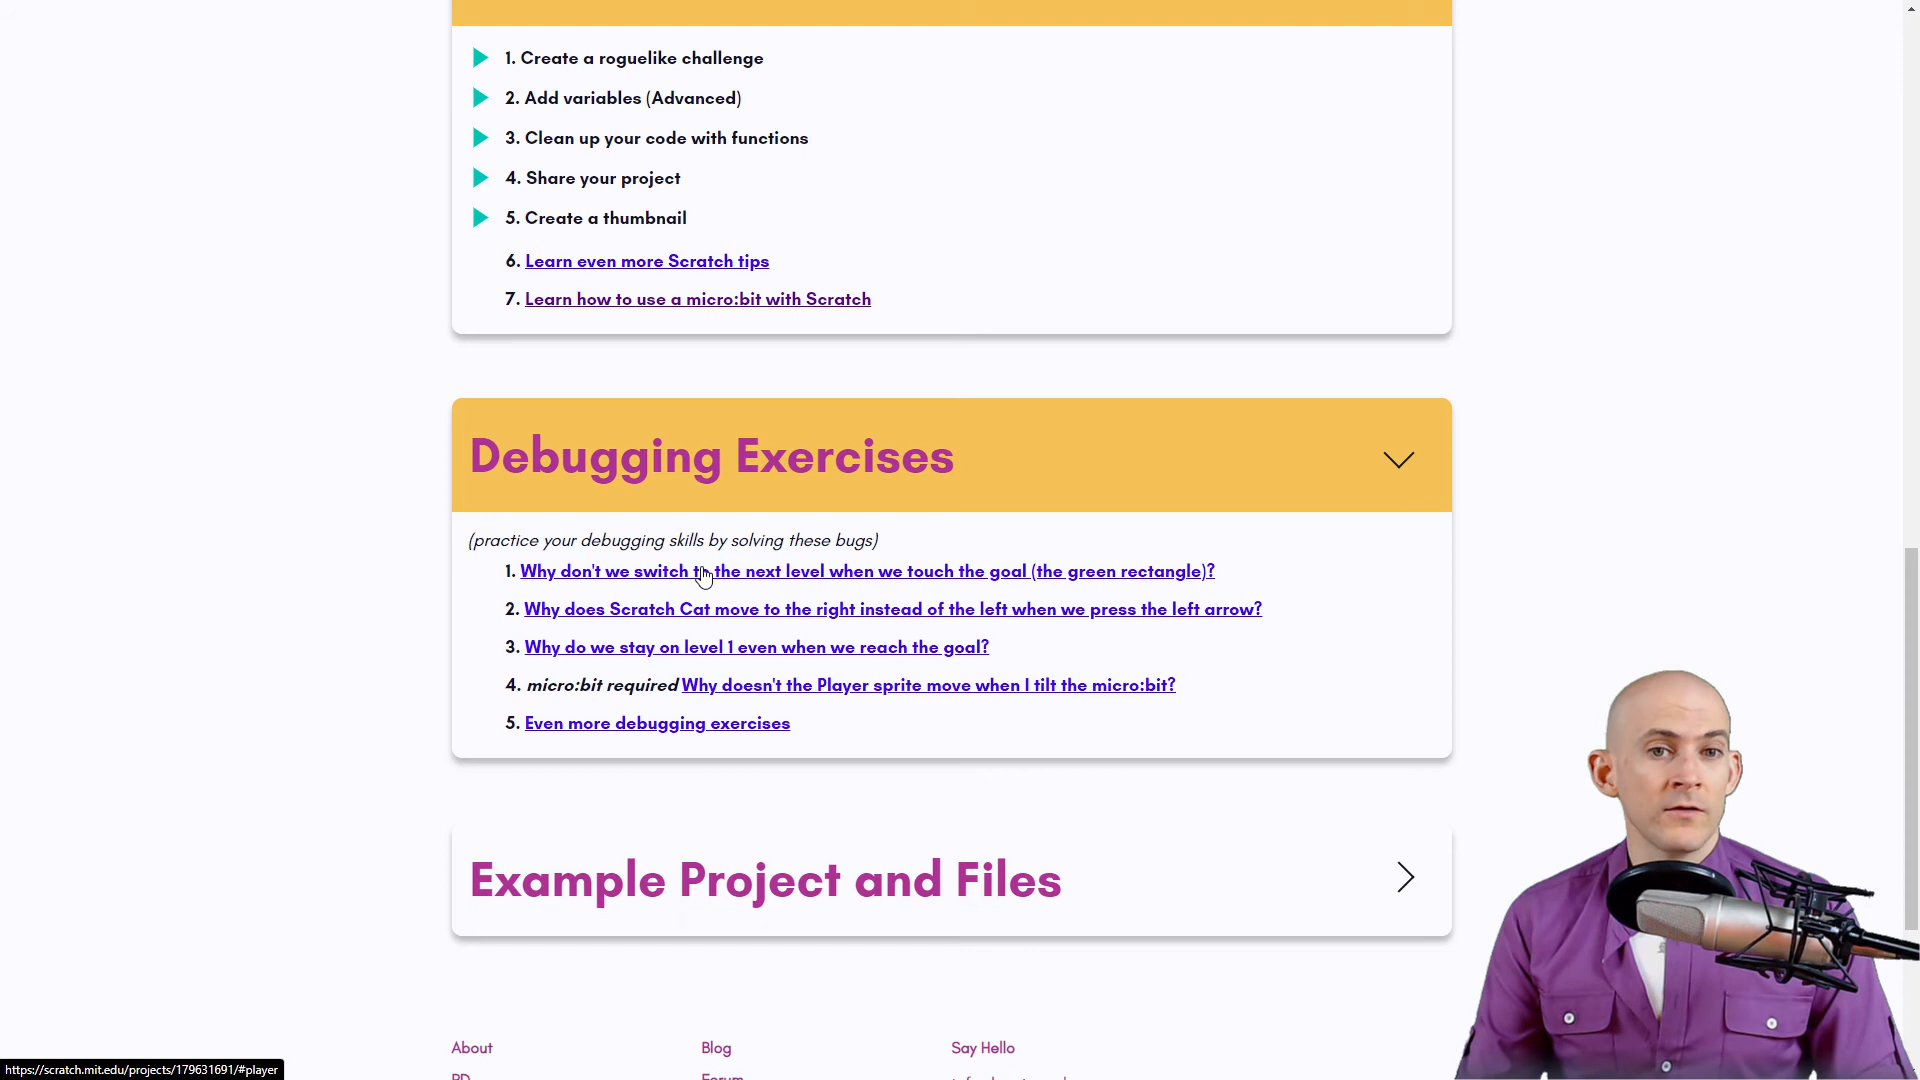 1. Create a roguelike challenge
2. Add variables (Advanced)
3. Clean up your code with functions
4. Share your project
5. Create a thumbnail
6. Learn even more Scratch tips
7. Learn how to use a micro:bit with Scratch
Debugging Exercises
(practice your debugging skills by solving these bugs)
1. Why don't we switch to the next level when we touch the goal (the green rectangle)?
2. Why does Scratch Cat move to the right instead of the left when we press the left arrow?
3. Why do we stay on level 1 even when we reach the goal?
4. micro:bit required Why doesn't the Player sprite move when I tilt the micro:bit?
5. Even more debugging exercises
Example Project and Files
About Blog Say Hello
PD Forum
https://scratch.mit.edu/projects/179631691/#player